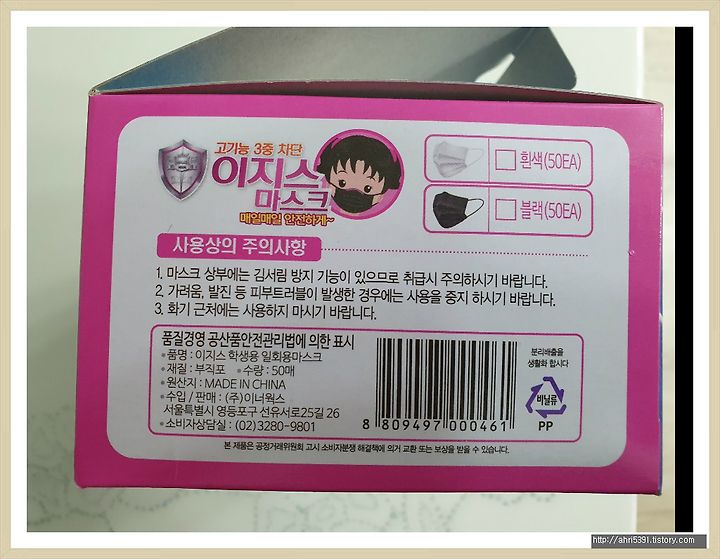 고기능 3중 차단
이지스
마스크
매일매일 안전하게~
흰색(50EA)
블랙(50EA)
사용상의 주의사항
1. 마스크 상부에는 김서림 방지 기능이 있으므로 취급시 주의하시기 바랍니다.
2. 가려움, 발진 등 피부트러블이 발생한 경우에는 사용을 중지 하시기 바랍니다.
3. 화기 근처에는 사용하지 마시기 바랍니다.
품질경영 공산품안전관리법에 의한 표시
•품명 : 이지스 학생용 일회용마스크
•재질 : 부직포 •수량 : 50매
•원산지 : MADE IN CHINA
•수입 / 판매 : (주)이너웍스
서울특별시 영등포구 선유서로25길 26
•소비자상담실 : (02)3280-9801
8 809497 000461
분리배출을
생활화 합시다
비닐류
PP
본 제품은 공정거래위원회 고시 소비자분쟁 해결책에 의거 교환 또는 보상을 받을 수 있습니다.
http://ahri5391.tistory.com